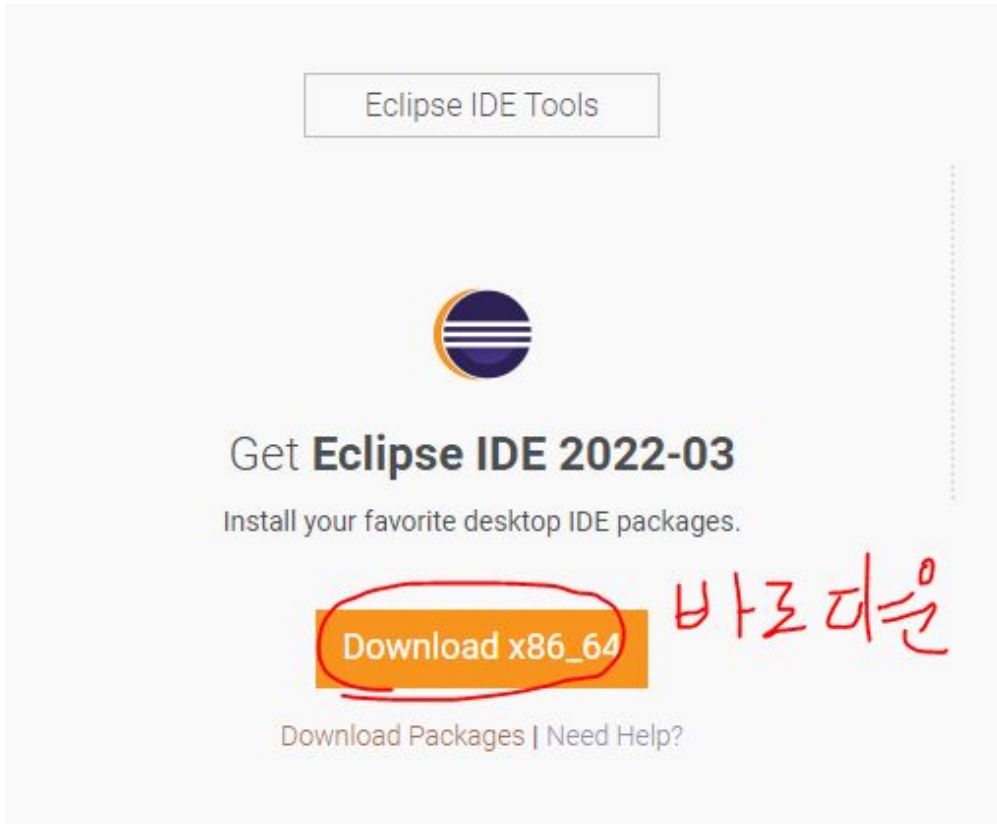 Eclipse IDE Tools
Get Eclipse IDE 2022-03
Install your favorite desktop IDE packages.
Download x86_64
바로다운
Download Packages | Need Help?